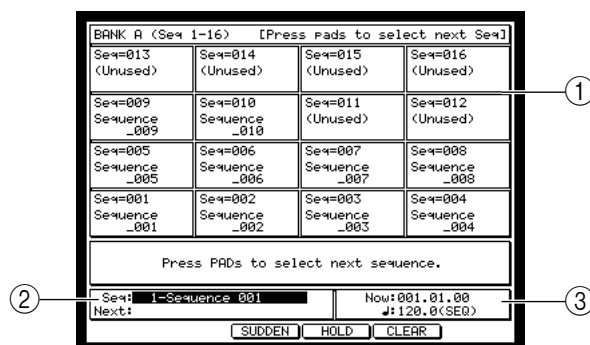 BANK A (Seq 1-16) [Press pads to select next Seq]
Seq=013 Seq=014 Seq=015 Seq=016
(Unused) (Unused) (Unused) (Unused)
①
Seq=009 Seq=010 Seq=011 Seq=012
Sequence Sequence (Unused) (Unused)
_009 _010
Seq=005 Seq=006 Seq=007 Seq=008
Sequence Sequence Sequence Sequence
_005 _006 _007 _008
Seq=001 Seq=002 Seq=003 Seq=004
Sequence Sequence Sequence Sequence
_001 _002 _003 _004
Press PADs to select next sequence.
② Seq: 1-Sequence 001 Now:001.01.00 ③
Next: ♩:120.0(SEQ)
SUDDEN HOLD CLEAR